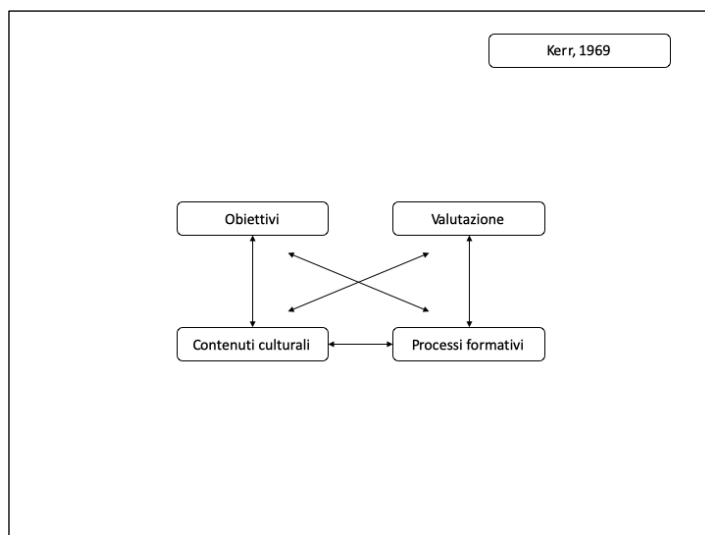 Kerr, 1969
Obiettivi
Valutazione
Contenuti culturali
Processi formativi